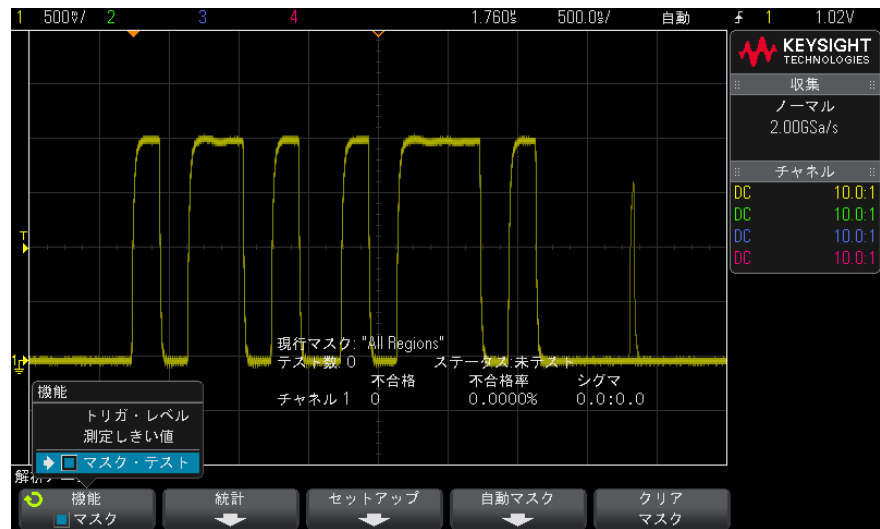 1 500㎷/ 2 3 4 1.760㎲ 500.0㎱/ 自動 1 1.02V
KEYSIGHT
TECHNOLOGIES
収集
ノーマル
2.00GSa/s
チャネル
DC 10.0:1
DC 10.0:1
DC 10.0:1
DC 10.0:1
T
1
現行マスク: "All Regions"
テスト数: 0 ステータス:未テスト
不合格 不合格率 シグマ
チャネル 1 0 0.0000% 0.0:0.0
機能
トリガ・レベル
測定しきい値
マスク・テスト
機能
マスク
統計
セットアップ
自動マスク
クリア
マスク